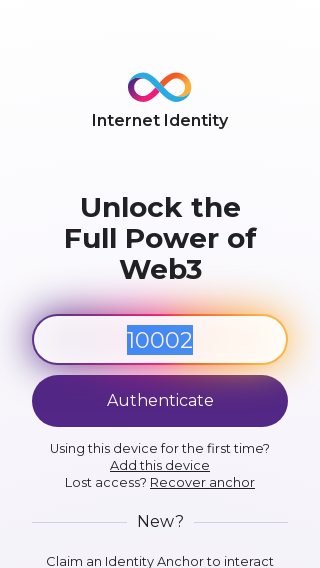 Internet Identity
Unlock the
Full Power of
Web3
10002
Authenticate
Using this device for the first time?
Add this device
Lost access? Recover anchor
New?
Claim an Identity Anchor to interact